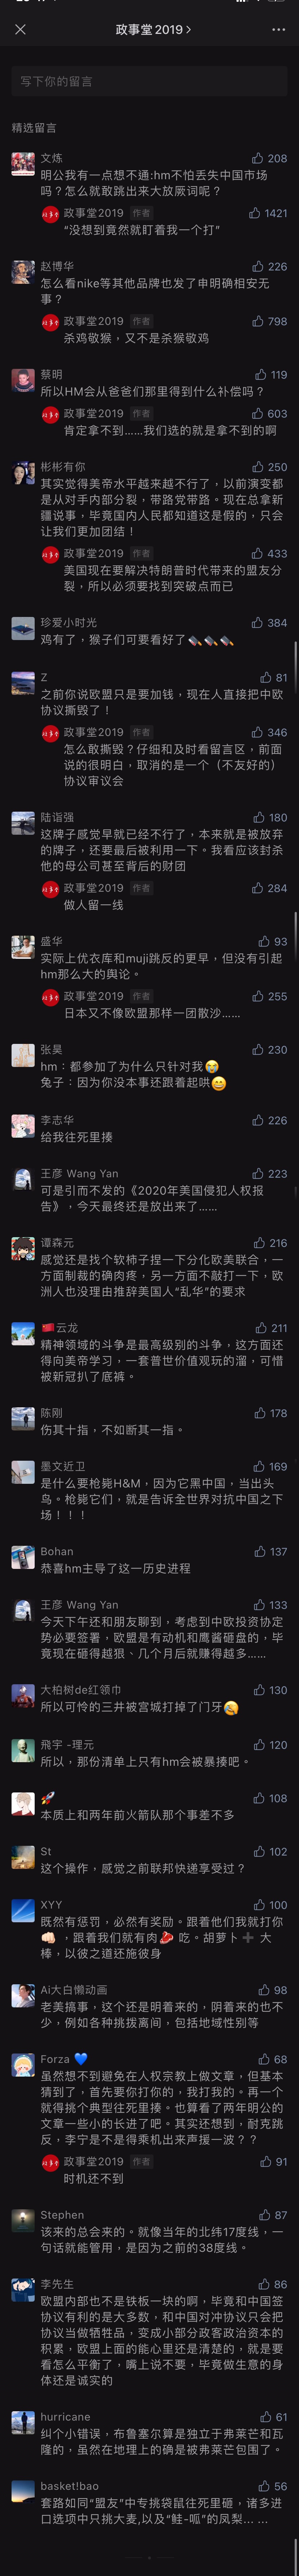 政事堂2019
写下你的留言
精选留言
文炼 208
明公我有一点想不通:hm不怕丢失中国市场
吗？怎么就敢跳出来大放厥词呢？
政事堂2019 作者 1421
“没想到竟然就盯着我一个打”
赵博华 226
怎么看nike等其他品牌也发了申明确相安无
事？
政事堂2019 作者 798
杀鸡敬猴，又不是杀猴敬鸡
蔡明 119
所以HM会从爸爸们那里得到什么补偿吗？
政事堂2019 作者 603
肯定拿不到……我们选的就是拿不到的啊
彬彬有你 250
其实觉得美帝水平越来越不行了，以前演变都
是从对手内部分裂，带路党带路。现在总拿新
疆说事，毕竟国内人民都知道这是假的，只会
让我们更加团结！
政事堂2019 作者 433
美国现在要解决特朗普时代带来的盟友分
裂，所以必须要找到突破点而已
珍爱小时光 384
鸡有了，猴子们可要看好了🔪🔪🔪
Z 81
之前你说欧盟只是要加钱，现在人直接把中欧
协议撕毁了！
政事堂2019 作者 346
怎么敢撕毁？仔细和及时看留言区，前面
说的很明白，取消的是一个（不友好的）
协议审议会
陆诣强 180
这牌子感觉早就已经不行了，本来就是被放弃
的牌子，还要最后被利用一下。我看应该封杀
他的母公司甚至背后的财团
政事堂2019 作者 284
做人留一线
盛华 93
实际上优衣库和muji跳反的更早，但没有引起
hm那么大的舆论。
政事堂2019 作者 255
日本又不像欧盟那样一团散沙……
张昊 230
hm：都参加了为什么只针对我😭
兔子：因为你没本事还跟着起哄😀
李志华 226
给我往死里揍
王彦 Wang Yan 223
可是引而不发的《2020年美国侵犯人权报
告》，今天最终还是放出来了……
谭森元 216
感觉还是找个软柿子捏一下分化欧美联合，一
方面制裁的确肉疼，另一方面不敲打一下，欧
洲人也没理由推辞美国人“乱华”的要求
🇨🇳云龙 211
精神领域的斗争是最高级别的斗争，这方面还
得向美帝学习，一套普世价值观玩的溜，可惜
被新冠扒了底裤。
陈刚 178
伤其十指，不如断其一指。
墨文近卫 169
是什么要枪毙H&M，因为它黑中国，当出头
鸟。枪毙它们，就是告诉全世界对抗中国之下
场！！！
Bohan 137
恭喜hm主导了这一历史进程
王彦 Wang Yan 133
今天下午还和朋友聊到，考虑到中欧投资协定
势必要签署，欧盟是有动机和鹰酱砸盘的，毕
竟现在砸得越狠、几个月后就赚得越多……
大柏树de红领巾 130
所以可怜的三井被宫城打掉了门牙
飛宇 -理元 120
所以，那份清单上只有hm会被暴揍吧。
🚀 108
本质上和两年前火箭队那个事差不多
St 102
这个操作，感觉之前联邦快递享受过？
XYY 100
既然有惩罚，必然有奖励。跟着他们我就打你
👊🏻，跟着我们就有肉🥩 吃。胡萝卜➕ 大
棒，以彼之道还施彼身
Ai大白懒动画 98
老美搞事，这个还是明着来的，阴着来的也不
少，例如各种挑拨离间，包括地域性别等
Forza 💙 68
虽然想不到避免在人权宗教上做文章，但基本
猜到了，首先要你打你的，我打我的。再一个
就得挑个典型往死里揍。也算看了两年明公的
文章一些小的长进了吧。其实还想到，耐克跳
反，李宁是不是得乘机出来声援一波？？
政事堂2019 作者 91
时机还不到
Stephen 87
该来的总会来的。就像当年的北纬17度线，一
句话就能管用，是因为之前的38度线。
李先生 86
欧盟内部也不是铁板一块的啊，毕竟和中国签
协议有利的是大多数，和中国对冲协议只会把
协议当做牺牲品，变成小部分政客政治资本的
积累，欧盟上面的能心里还是清楚的，就是要
看怎么平衡了，嘴上说不要，毕竟做生意的身
体还是诚实的
hurricane 61
纠个小错误，布鲁塞尔算是独立于弗莱芒和瓦
隆的，虽然在地理上的确是被弗莱芒包围了。
basket!bao 56
套路如同“盟友”中专挑袋鼠往死里砸，诸多进
口选项中只挑大麦,以及“鲑-呱”的凤梨... ...